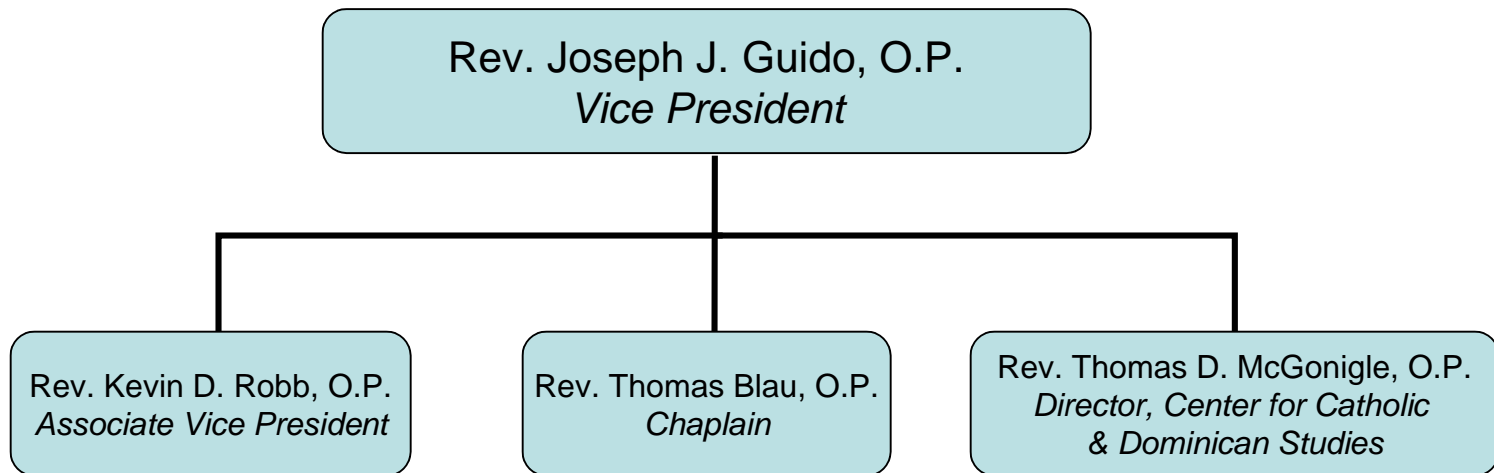 Rev. Joseph J. Guido, O.P.
Vice President
Rev. Kevin D. Robb, O.P.
Associate Vice President
Rev. Thomas Blau, O.P.
Chaplain
Rev. Thomas D. McGonigle, O.P.
Director, Center for Catholic
& Dominican Studies